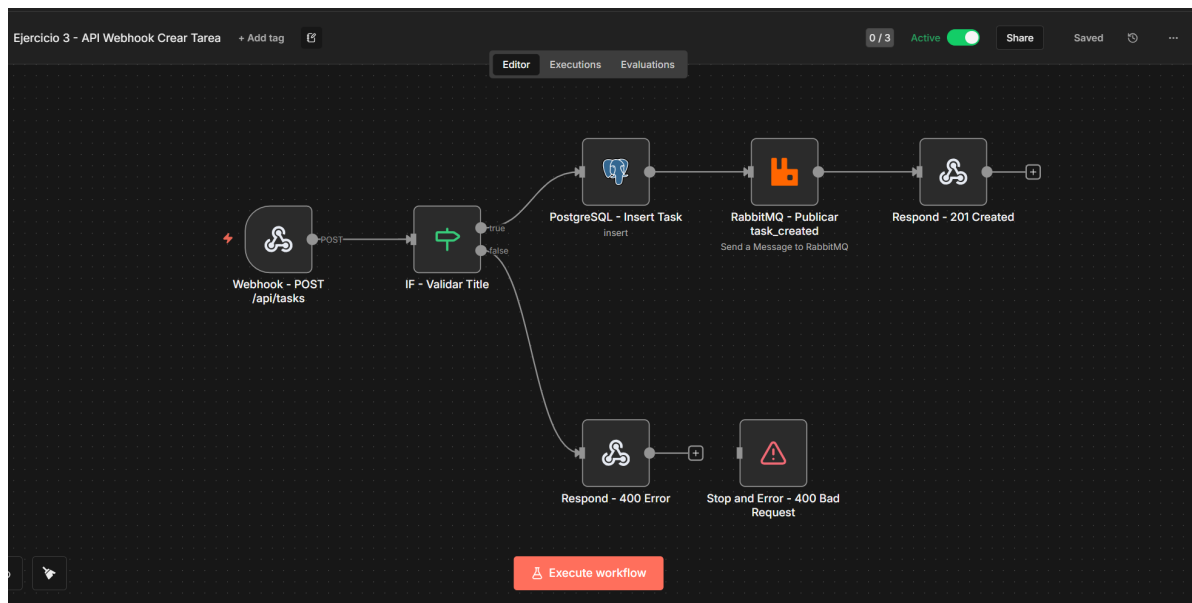 Ejercicio 3 - API Webhook Crear Tarea + Add tag 0 / 3 Active Share Saved ...
Editor Executions Evaluations
PostgreSQL - Insert Task
insert
RabbitMQ - Publicar
task_created
Send a Message to RabbitMQ
Respond - 201 Created
POST
true
false
Webhook - POST
/api/tasks
IF - Validar Title
Respond - 400 Error
Stop and Error - 400 Bad
Request
Execute workflow